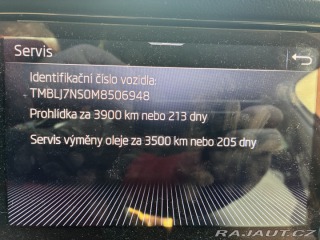 Servis
Identifikační číslo vozidla:
TMBLJ7NS0M8506948
Prohlídka za 3900 km nebo 213 dny
Servis výměny oleje za 3500 km nebo 205 dny
RAJAUT.CZ